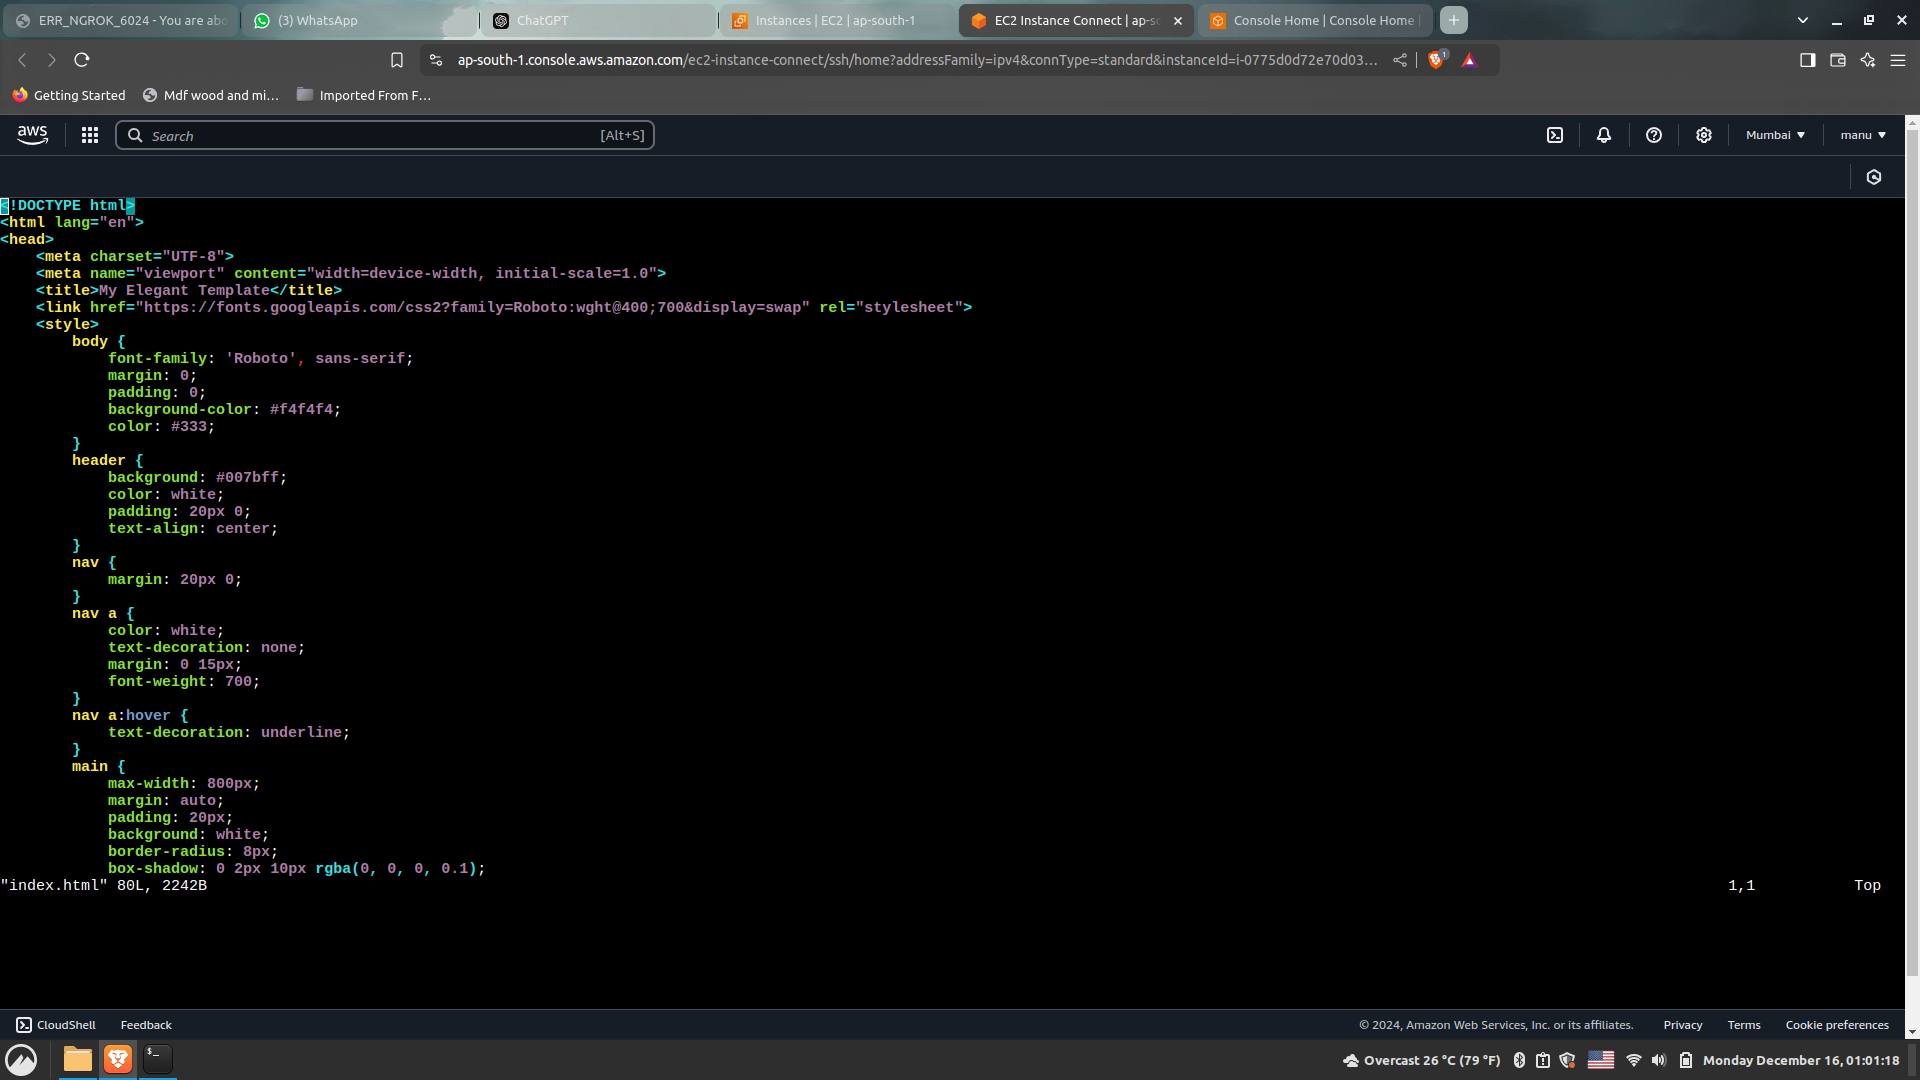 ERR_NGROK_6024 - You are abo
(3) WhatsApp
ChatGPT
Instances | EC2 | ap-south-1
EC2 Instance Connect | ap-so
Console Home | Console Home |
ap-south-1.console.aws.amazon.com/ec2-instance-connect/ssh/home?addressFamily=ipv4&connType=standard&instanceId=i-0775d0d72e70d03...
1
Getting Started
Mdf wood and mi...
Imported From F...
aws
Search
[Alt+S]
Mumbai
manu
<!DOCTYPE html>
<html lang="en">
<head>
    <meta charset="UTF-8">
    <meta name="viewport" content="width=device-width, initial-scale=1.0">
    <title>My Elegant Template</title>
    <link href="https://fonts.googleapis.com/css2?family=Roboto:wght@400;700&display=swap" rel="stylesheet">
    <style>
        body {
            font-family: 'Roboto', sans-serif;
            margin: 0;
            padding: 0;
            background-color: #f4f4f4;
            color: #333;
        }
        header {
            background: #007bff;
            color: white;
            padding: 20px 0;
            text-align: center;
        }
        nav {
            margin: 20px 0;
        }
        nav a {
            color: white;
            text-decoration: none;
            margin: 0 15px;
            font-weight: 700;
        }
        nav a:hover {
            text-decoration: underline;
        }
        main {
            max-width: 800px;
            margin: auto;
            padding: 20px;
            background: white;
            border-radius: 8px;
            box-shadow: 0 2px 10px rgba(0, 0, 0, 0.1);
"index.html" 80L, 2242B
1,1
Top
CloudShell
Feedback
© 2024, Amazon Web Services, Inc. or its affiliates.
Privacy
Terms
Cookie preferences
$_
Overcast 26 °C (79 °F)
Monday December 16, 01:01:18